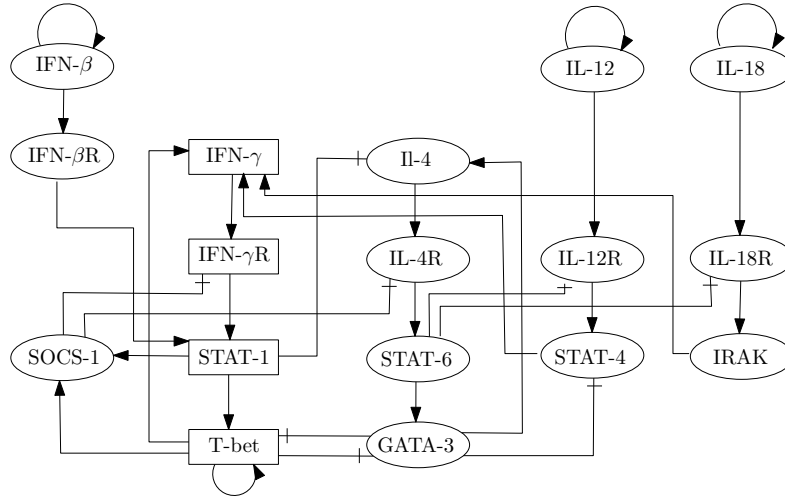 IFN-β
IL-12
IL-18
IFN-βR
IFN-γ
Il-4
IFN-γR
IL-4R
IL-12R
IL-18R
SOCS-1
STAT-1
STAT-6
STAT-4
IRAK
T-bet
GATA-3